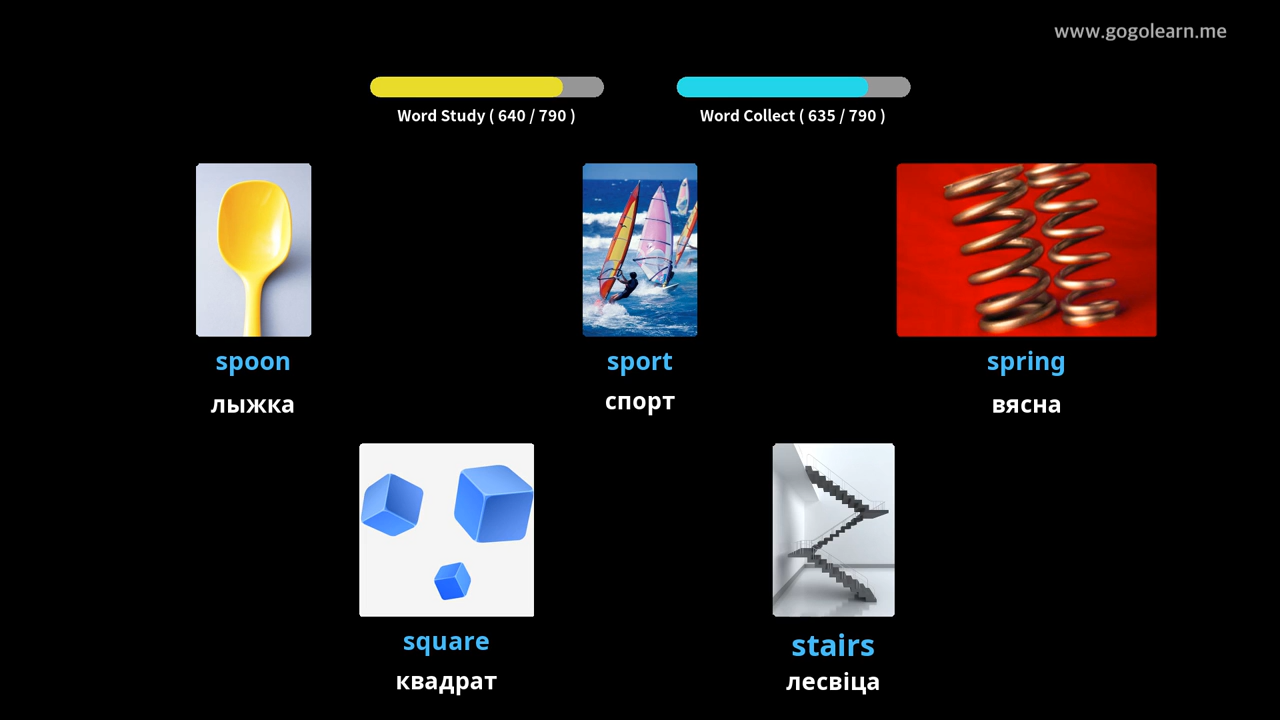 www.gogolearn.me
Word Study ( 640 / 790 )
Word Collect ( 635 / 790 )
spoon
sport
spring
лыжка
спорт
вясна
square
stairs
квадрат
лесвіца